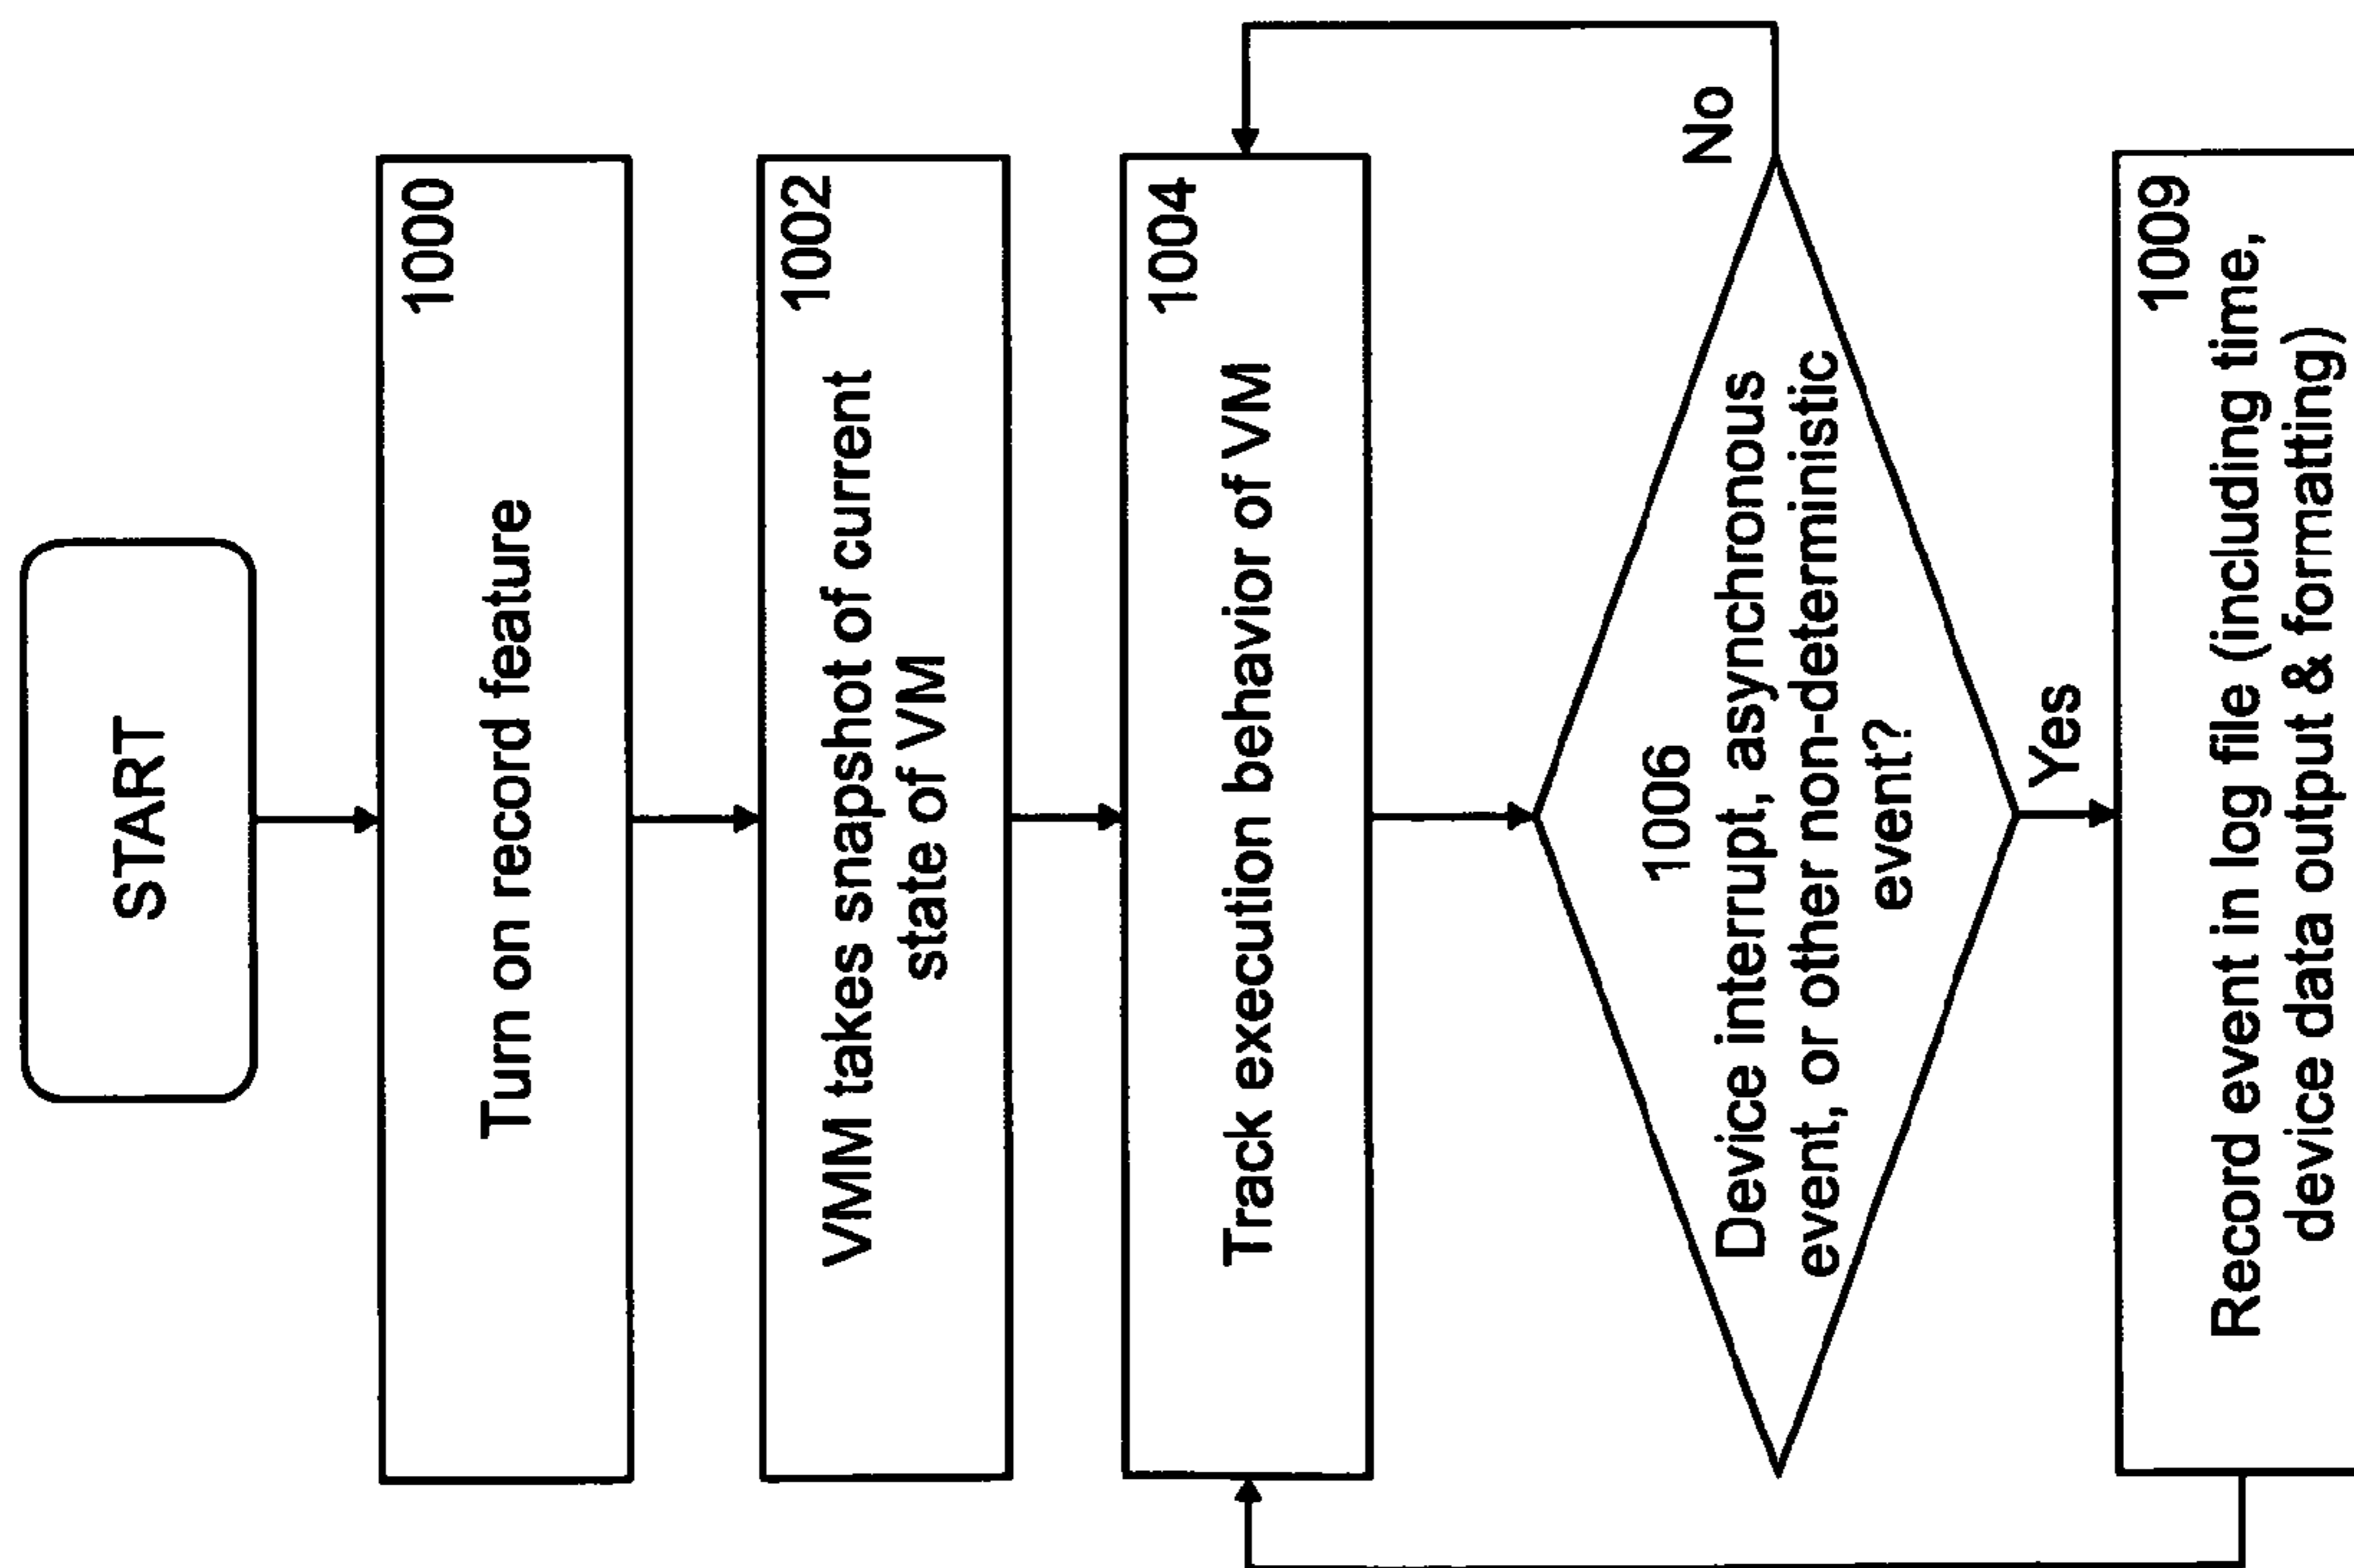 START
1000
Turn on record feature
1002
VMM takes snapshot of current
state of VM
1004
Track execution behavior of VM
1006
Device interrupt, asynchronous
event, or other non-deterministic
event?
No
Yes
1009
Record event in log file (including time,
device data output & formatting)